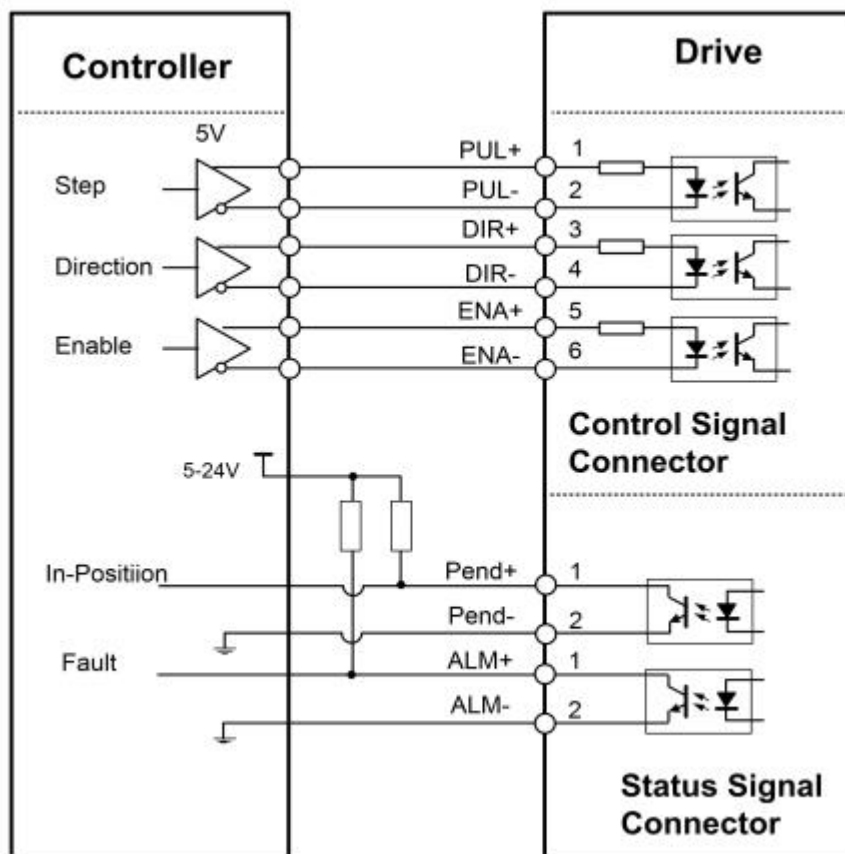 Controller
Drive
5V
Step
PUL+
1
PUL-
2
Direction
DIR+
3
DIR-
4
Enable
ENA+
5
ENA-
6
Control Signal
Connector
5-24V
In-Positiion
Pend+
1
Pend-
2
Fault
ALM+
1
ALM-
2
Status Signal
Connector